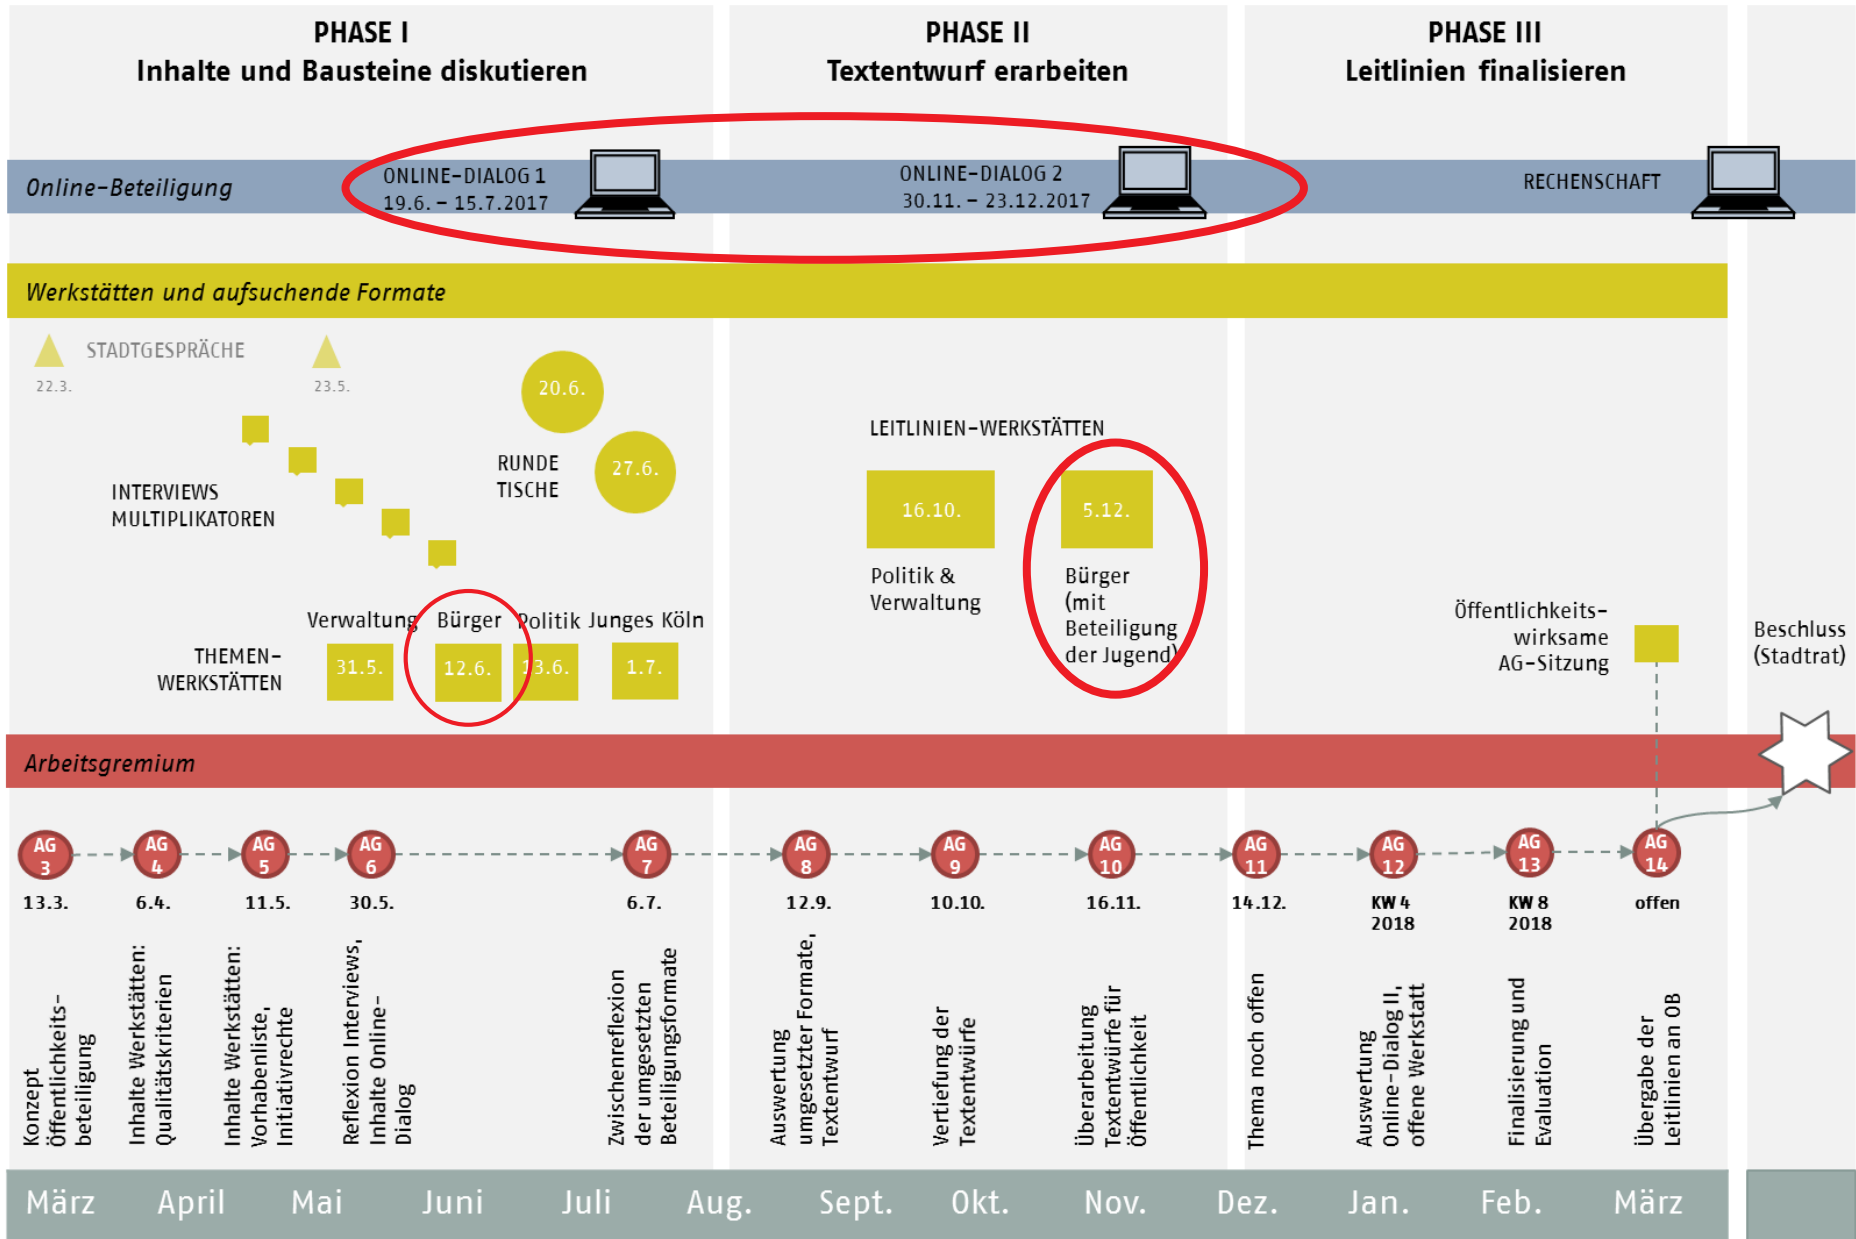 PHASE I
Inhalte und Bausteine diskutieren
PHASE II
Textentwurf erarbeiten
PHASE III
Leitlinien finalisieren
Online-Beteiligung
ONLINE-DIALOG 1
19.6. – 15.7.2017
ONLINE-DIALOG 2
30.11. – 23.12.2017
RECHENSCHAFT
Werkstätten und aufsuchende Formate
STADTGESPRÄCHE
22.3.
23.5.
INTERVIEWS
MULTIPLIKATOREN
20.6.
RUNDE
TISCHE
27.6.
THEMEN-
WERKSTÄTTEN
Verwaltung
31.5.
Bürger
12.6.
Politik
13.6.
Junges Köln
1.7.
LEITLINIEN-WERKSTÄTTEN
16.10.
Politik &
Verwaltung
5.12.
Bürger
(mit
Beteiligung
der Jugend)
Öffentlichkeits-
wirksame
AG-Sitzung
Beschluss
(Stadtrat)
Arbeitsgremium
AG
3
13.3.
Konzept
Öffentlichkeits-
beteiligung
AG
4
6.4.
Inhalte Werkstätten:
Qualitätskriterien
AG
5
11.5.
Inhalte Werkstätten:
Vorhabenliste,
Initiativrechte
AG
6
30.5.
Reflexion Interviews,
Inhalte Online-
Dialog
AG
7
6.7.
Zwischenreflexion
der umgesetzten
Beteiligungsformate
AG
8
12.9.
Auswertung
umgesetzter Formate,
Textentwurf
AG
9
10.10.
Vertiefung der
Textentwürfe
AG
10
16.11.
Überarbeitung
Textentwürfe für
Öffentlichkeit
AG
11
14.12.
Thema noch offen
AG
12
KW 4
2018
Auswertung
Online-Dialog II,
offene Werkstatt
AG
13
KW 8
2018
Finalisierung und
Evaluation
AG
14
offen
Übergabe der
Leitlinien an OB
März
April
Mai
Juni
Juli
Aug.
Sept.
Okt.
Nov.
Dez.
Jan.
Feb.
März